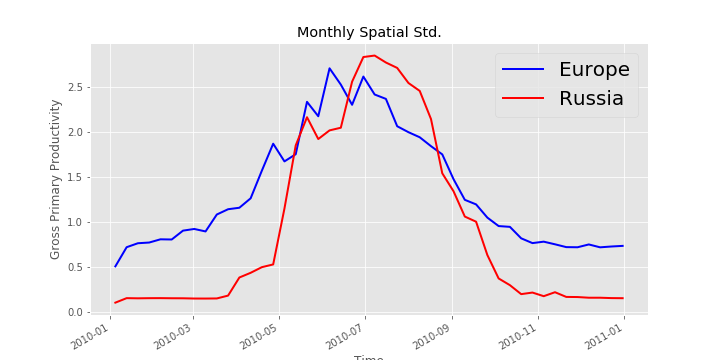 Monthly Spatial Std.
Europe
Russia
Gross Primary Productivity
2.5
2.0
1.5
1.0
0.5
0.0
2010-01
2010-03
2010-05
2010-07
2010-09
2010-11
2011-01
Time